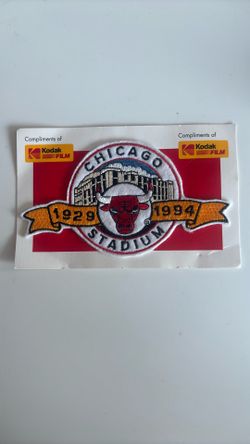 Compliments of
Compliments of
Kodak
FILM
Kodak
FILM
CHICAGO
1929 1994
STADIUM